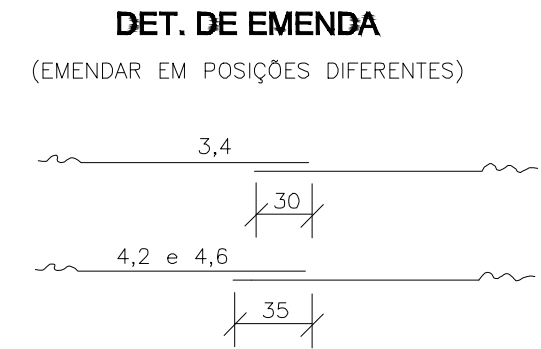 DET. DE EMENDA
(EMENDAR EM POSIÇÕES DIFERENTES)
3,4
30
4,2 e 4,6
35